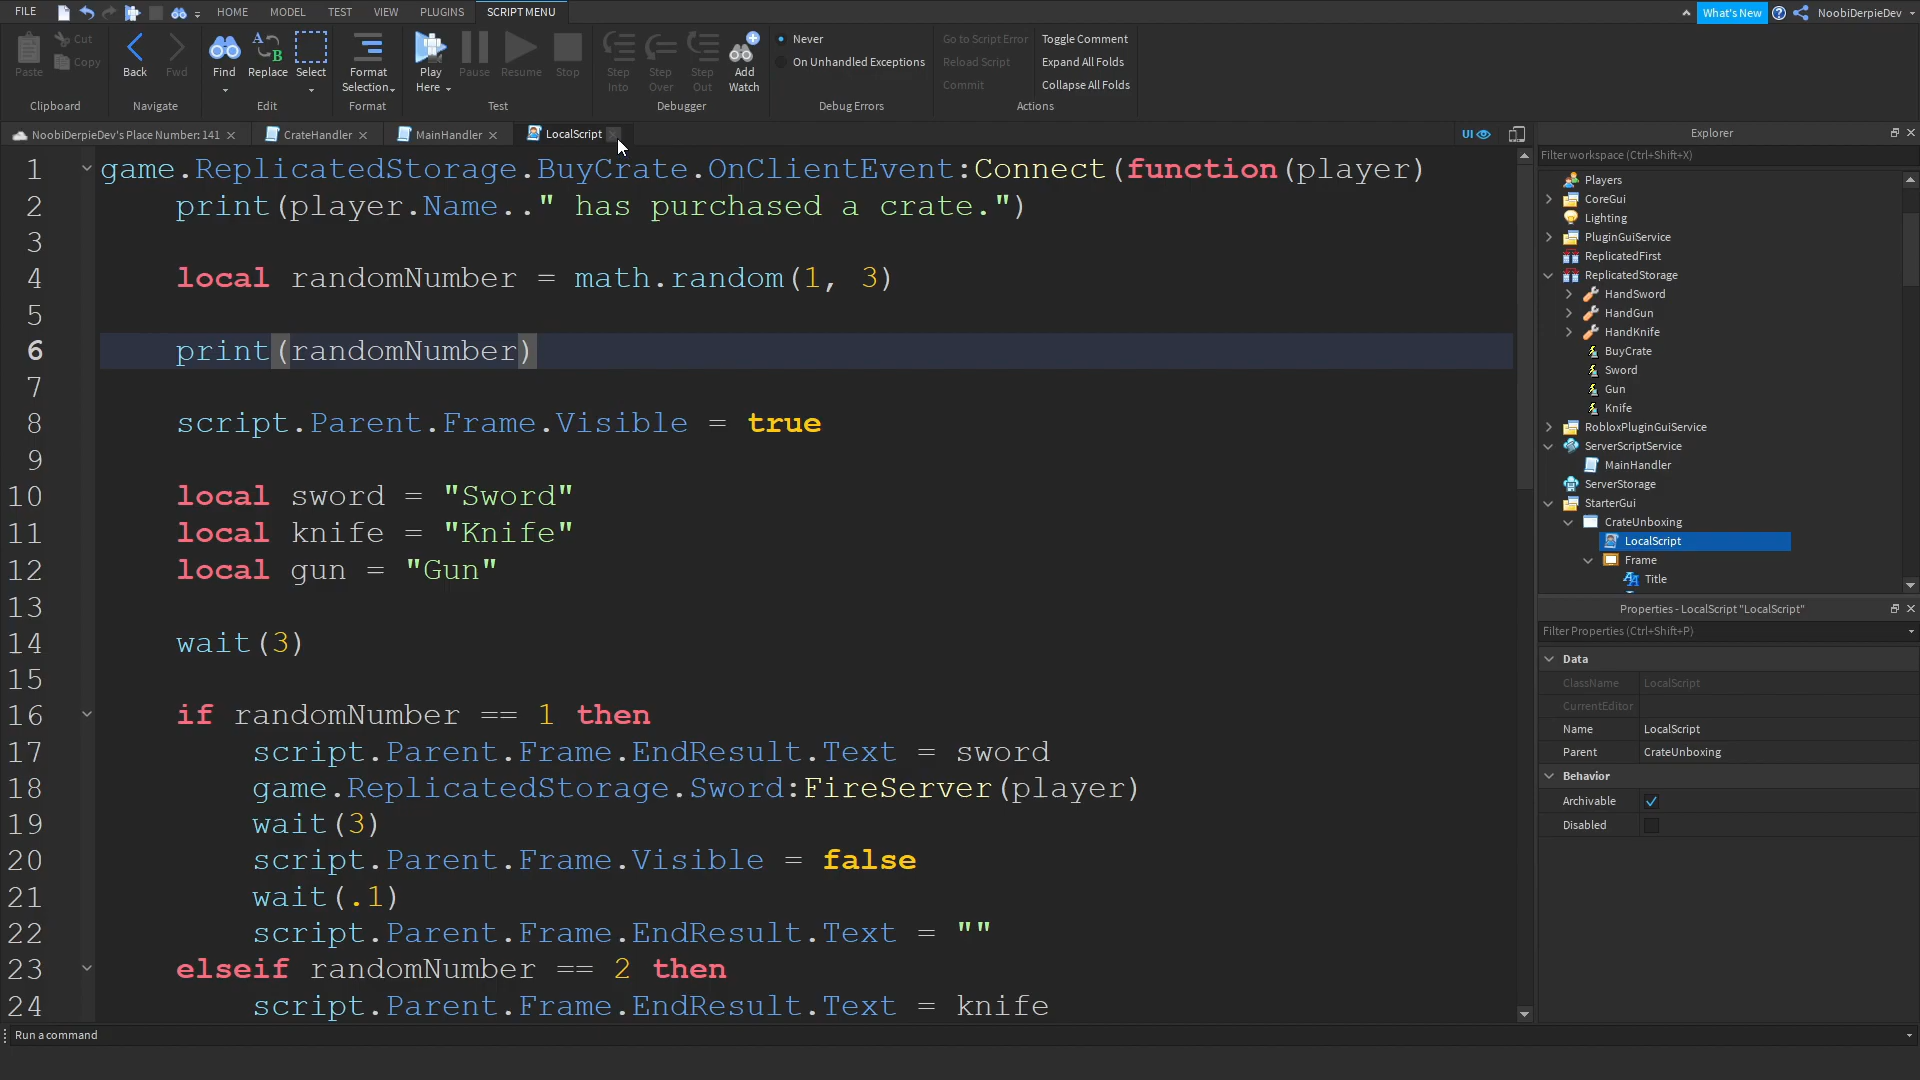 FILE HOME MODEL TEST VIEW PLUGINS SCRIPT MENU What's New NoobiDerpieDev
Paste Cut Copy Back Fwd Find Replace Select Format Selection Play Here Pause Resume Stop Step Into Step Over Step Out Add Watch Never On Unhandled Exceptions Go to Script Error Reload Script Commit Toggle Comment Expand All Folds Collapse All Folds
Clipboard Navigate Edit Format Test Debugger Debug Errors Actions
NoobiDerpieDev's Place Number: 141 CrateHandler MainHandler LocalScript UI
1 game.ReplicatedStorage.BuyCrate.OnClientEvent:Connect(function(player)
2 print(player.Name.." has purchased a crate.")
3
4 local randomNumber = math.random(1, 3)
5
6 print(randomNumber)
7
8 script.Parent.Frame.Visible = true
9
10 local sword = "Sword"
11 local knife = "Knife"
12 local gun = "Gun"
13
14 wait(3)
15
16 if randomNumber == 1 then
17 script.Parent.Frame.EndResult.Text = sword
18 game.ReplicatedStorage.Sword:FireServer(player)
19 wait(3)
20 script.Parent.Frame.Visible = false
21 wait(.1)
22 script.Parent.Frame.EndResult.Text = ""
23 elseif randomNumber == 2 then
24 script.Parent.Frame.EndResult.Text = knife
Run a command
Explorer
Filter workspace (Ctrl+Shift+X)
Players
CoreGui
Lighting
PluginGuiService
ReplicatedFirst
ReplicatedStorage
HandSword
HandGun
HandKnife
BuyCrate
Sword
Gun
Knife
RobloxPluginGuiService
ServerScriptService
MainHandler
ServerStorage
StarterGui
CrateUnboxing
LocalScript
Frame
Title
Properties - LocalScript "LocalScript"
Filter Properties (Ctrl+Shift+P)
Data
ClassName LocalScript
CurrentEditor
Name LocalScript
Parent CrateUnboxing
Behavior
Archivable
Disabled